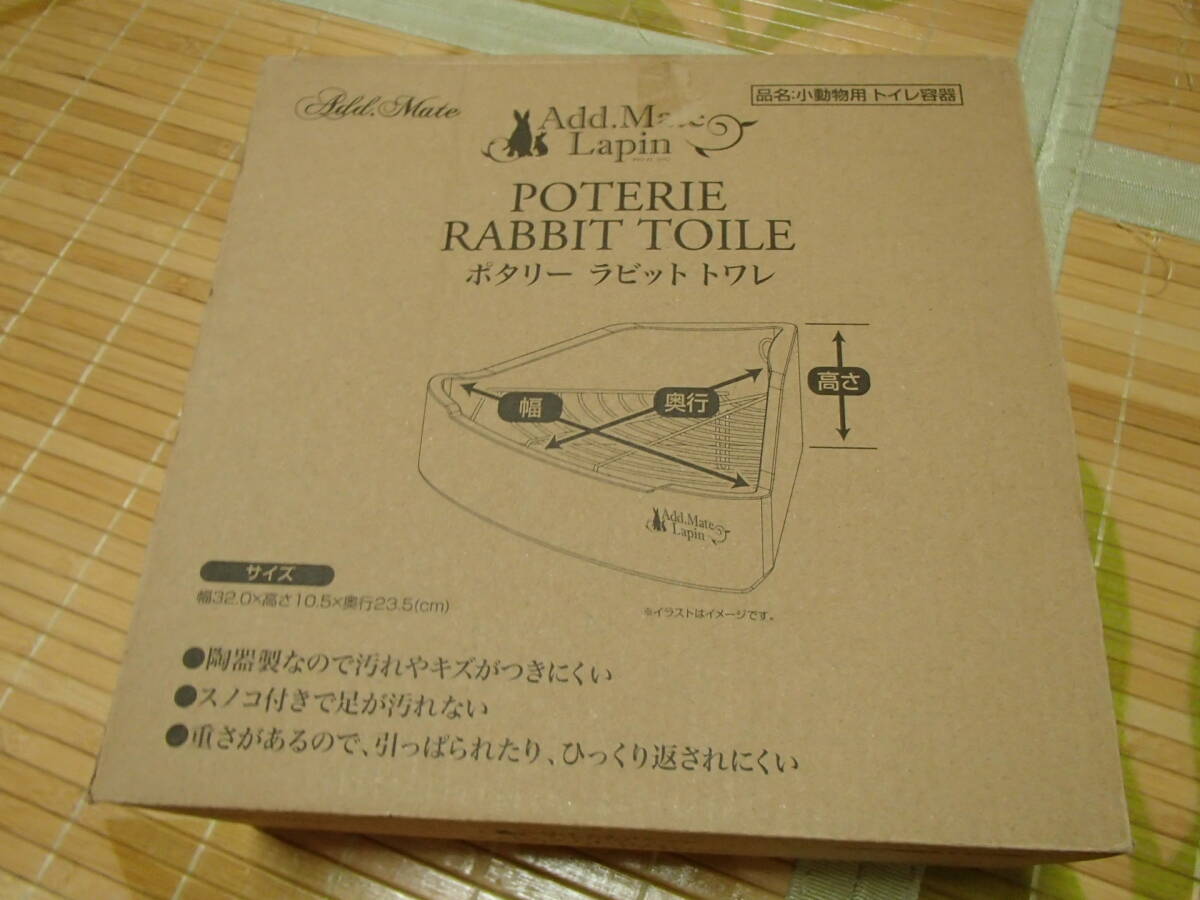 Add.Mate
品名:小動物用 トイレ容器
Add.Mate
Lapin
POTERIE
RABBIT TOILE
ポタリー ラビット トワレ
高さ
幅
奥行
Add.Mate
Lapin
サイズ
幅32.0×高さ10.5×奥行23.5(cm)
※イラストはイメージです。
●陶器製なので汚れやキズがつきにくい
●スノコ付きで足が汚れない
●重さがあるので、引っぱられたり、ひっくり返されにくい